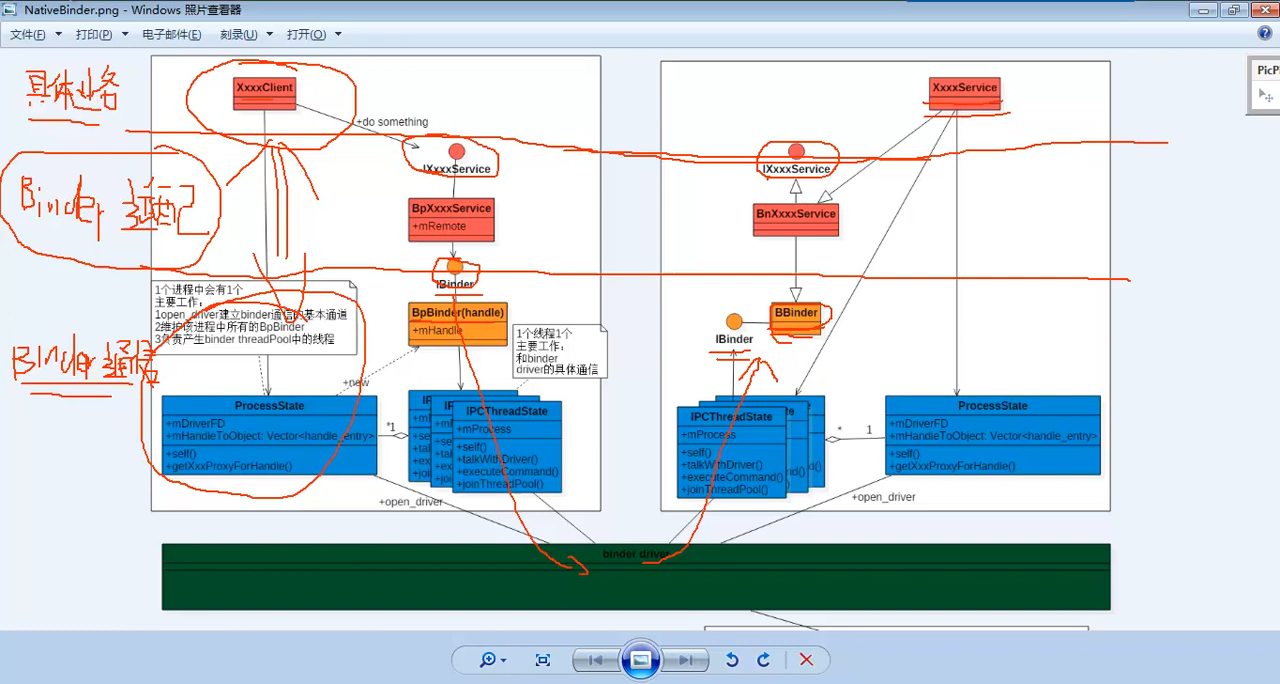 NativeBinder.png - Windows 照片查看器
文件(F) 打印(P) 电子邮件(E) 刻录(U) 打开(O)
PicP
具体业务
XxxxClient
XxxxService
+do something
IXxxxService
IXxxxService
Binder 适配
BpXxxxService
+mRemote
BnXxxxService
IBinder
1个进程中会有1个
主要工作:
1open_driver建立binder通信的基本通道
2维护该进程中所有的BpBinder
3负责产生binder threadPool中的线程
BpBinder(handle)
+mHandle
1个线程1个
主要工作:
和binder
driver的具体通信
BBinder
IBinder
Binder 通信
+new
ProcessState
+mDriverFD
+mHandleToObject: Vector<handle_entry>
+self()
+getXxxProxyForHandle()
*1
IPCThreadState
+mProcess
+self()
+talkWithDriver()
+executeCommand()
+joinThreadPool()
IPCThreadState
+mProcess
+self()
+talkWithDriver()
+executeCommand()
+joinThreadPool()
* 1
ProcessState
+mDriverFD
+mHandleToObject: Vector<handle_entry>
+self()
+getXxxProxyForHandle()
+open_driver
+open_driver
binder driver